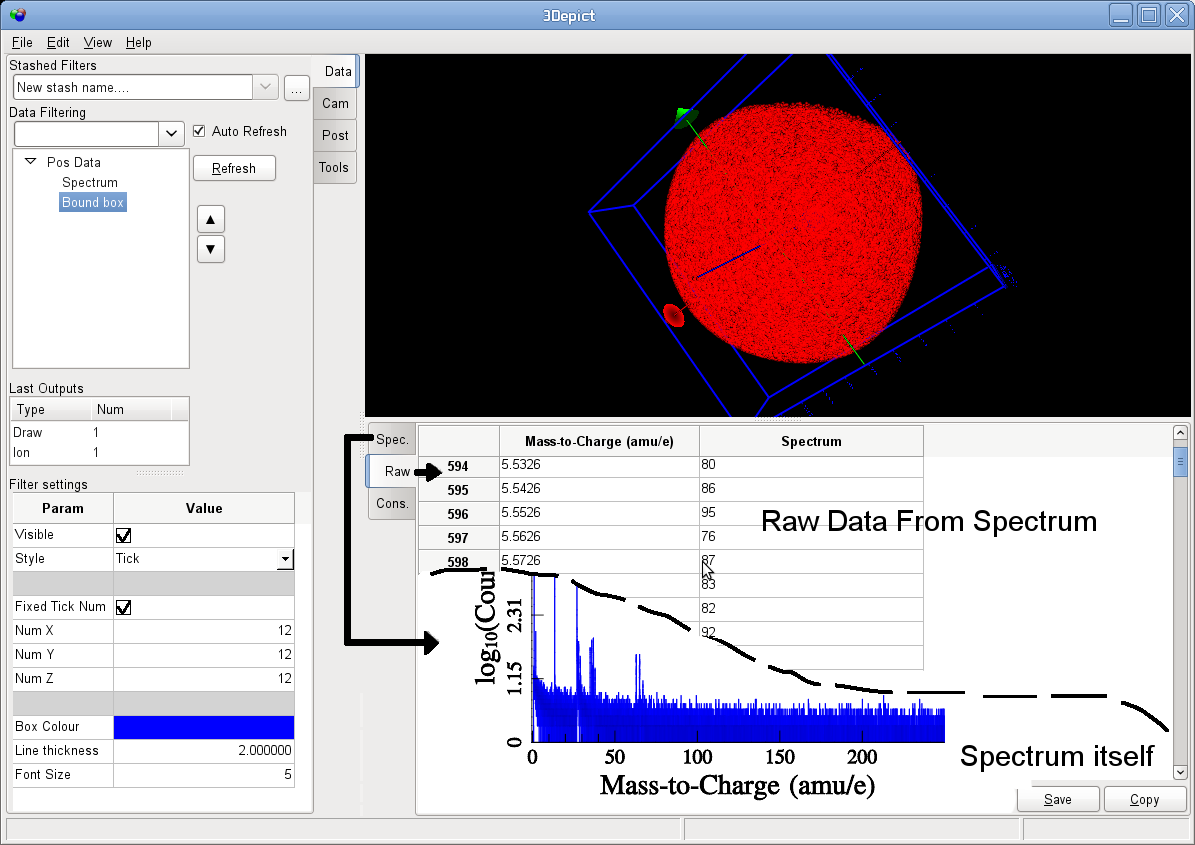 3Depict
File Edit View Help
Stashed Filters
New stash name....
...
Data Filtering
Auto Refresh
Pos Data
Spectrum
Bound box
Refresh
Last Outputs
Type Num
Draw 1
Ion 1
Filter settings
Param Value
Visible
Style Tick
Fixed Tick Num
Num X 12
Num Y 12
Num Z 12
Box Colour
Line thickness 2.000000
Font Size 5
Data
Cam
Post
Tools
Spec.
Raw
Cons.
Mass-to-Charge (amu/e) Spectrum
594 5.5326 80
595 5.5426 86
596 5.5526 95
597 5.5626 76
598 5.5726 87
83
82
92
Raw Data From Spectrum
log10(Cou
2.31
1.15
0
0 50 100 150 200
Mass-to-Charge (amu/e)
Spectrum itself
Save Copy